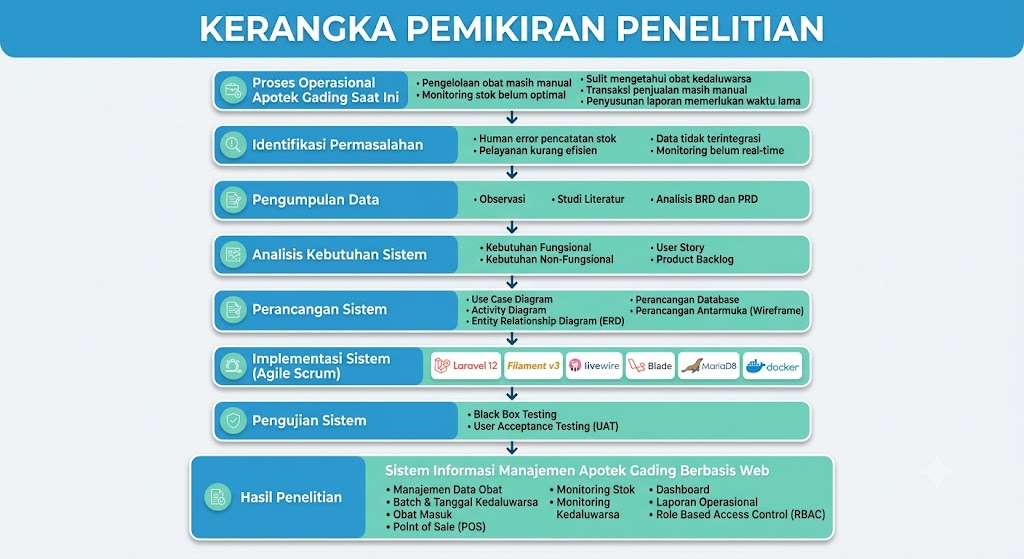 KERANGKA PEMIKIRAN PENELITIAN
Proses Operasional
Apotek Gading Saat Ini
• Pengelolaan obat masih manual
• Monitoring stok belum optimal
• Sulit mengetahui obat kedaluwarsa
• Transaksi penjualan masih manual
• Penyusunan laporan memerlukan waktu lama
Identifikasi Permasalahan
• Human error pencatatan stok
• Pelayanan kurang efisien
• Data tidak terintegrasi
• Monitoring belum real-time
Pengumpulan Data
• Observasi
• Studi Literatur
• Analisis BRD dan PRD
Analisis Kebutuhan Sistem
• Kebutuhan Fungsional
• Kebutuhan Non-Fungsional
• User Story
• Product Backlog
Perancangan Sistem
• Use Case Diagram
• Activity Diagram
• Entity Relationship Diagram (ERD)
• Perancangan Database
• Perancangan Antarmuka (Wireframe)
Implementasi Sistem
(Agile Scrum)
Laravel 12
Filament v3
livewire
Blade
MariaDB
docker
Pengujian Sistem
• Black Box Testing
• User Acceptance Testing (UAT)
Hasil Penelitian
Sistem Informasi Manajemen Apotek Gading Berbasis Web
• Manajemen Data Obat
• Batch & Tanggal Kedaluwarsa
• Obat Masuk
• Point of Sale (POS)
• Monitoring Stok
• Monitoring
Kedaluwarsa
• Dashboard
• Laporan Operasional
• Role Based Access Control (RBAC)